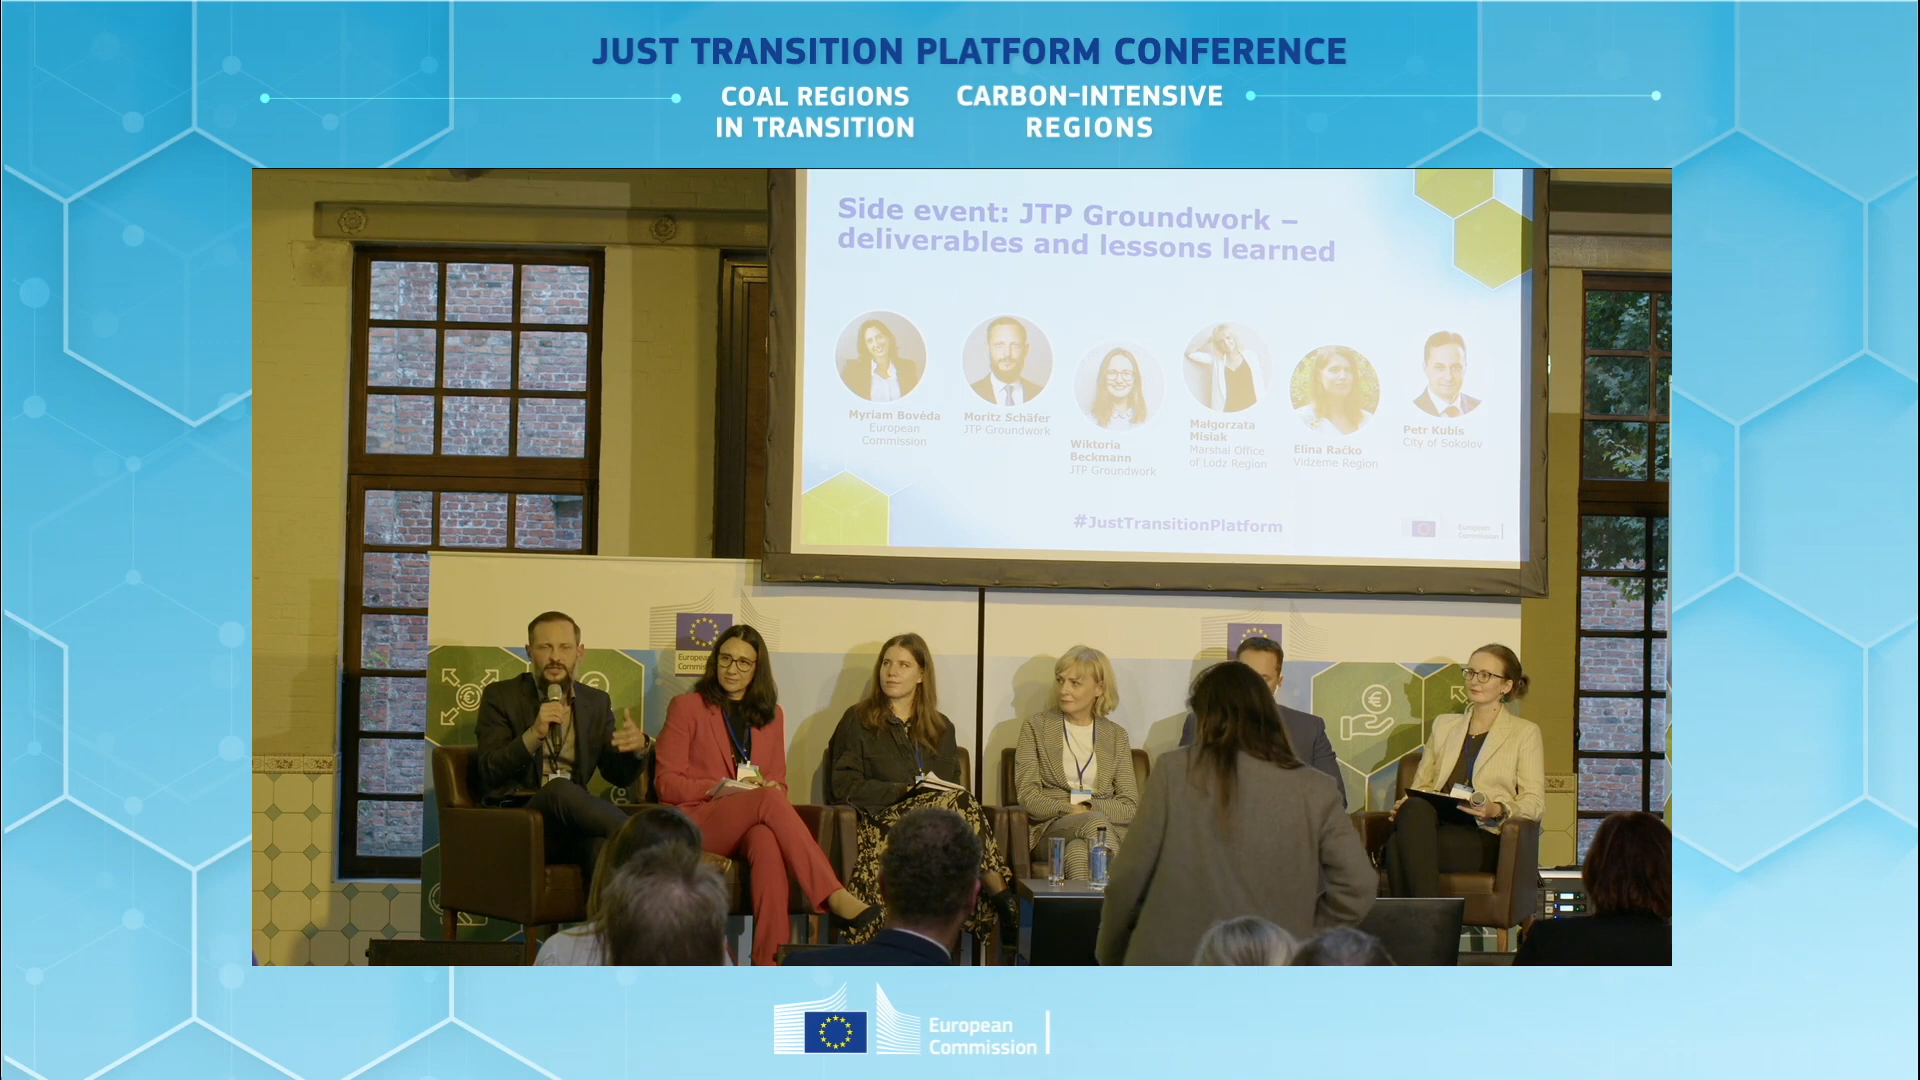 JUST TRANSITION PLATFORM CONFERENCE
COAL REGIONS
IN TRANSITION
CARBON-INTENSIVE
REGIONS
Side event: JTP Groundwork –
deliverables and lessons learned
Myriam Bovéda
European
Commission
Moritz Schäfer
JTP Groundwork
Wiktoria
Beckmann
JTP Groundwork
Małgorzata
Misiak
Marshal Office
of Lodz Region
Elina Račko
Vidzeme Region
Petr Kubis
City of Sokolov
#JustTransitionPlatform
European
Commission
European
Commission